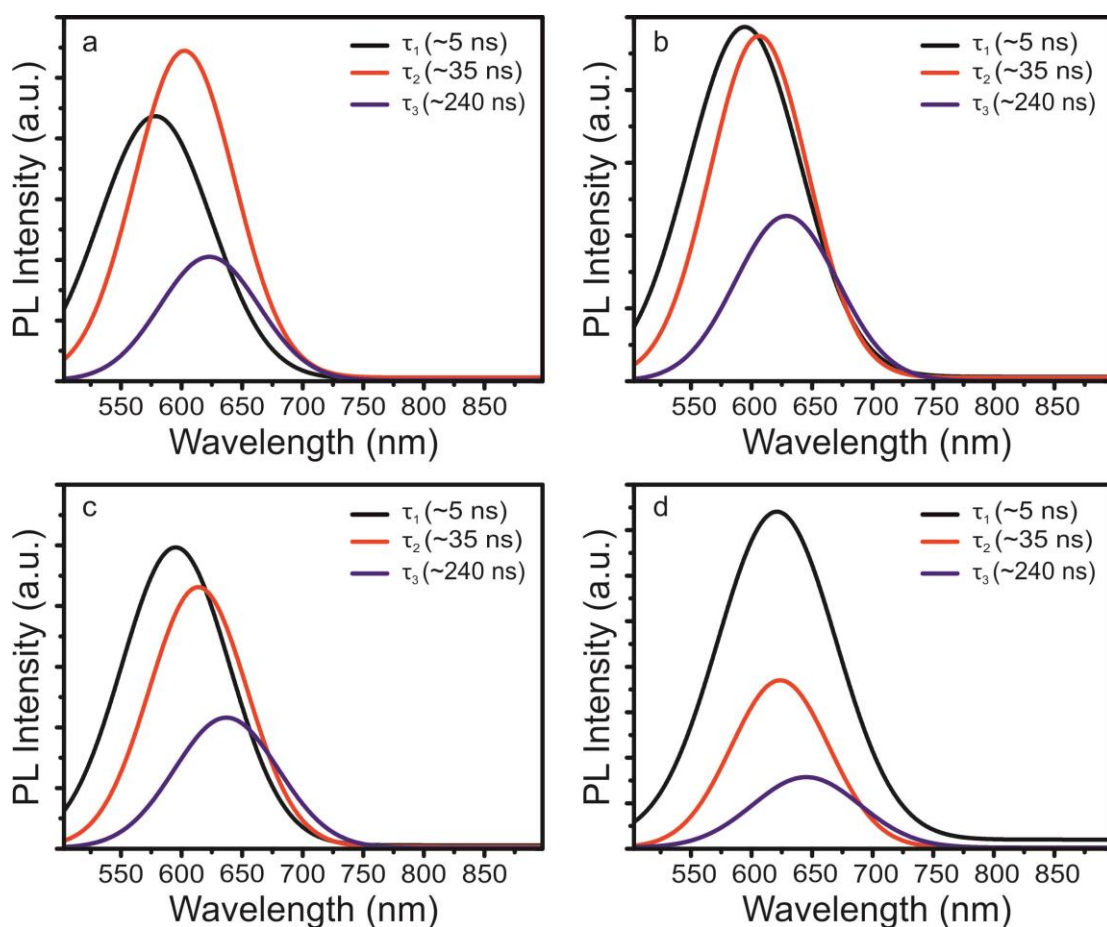 a
τ₁ (~5 ns)
τ₂ (~35 ns)
τ₃ (~240 ns)
PL Intensity (a.u.)
550 600 650 700 750 800 850
Wavelength (nm)
b
τ₁ (~5 ns)
τ₂ (~35 ns)
τ₃ (~240 ns)
PL Intensity (a.u.)
550 600 650 700 750 800 850
Wavelength (nm)
c
τ₁ (~5 ns)
τ₂ (~35 ns)
τ₃ (~240 ns)
PL Intensity (a.u.)
550 600 650 700 750 800 850
Wavelength (nm)
d
τ₁ (~5 ns)
τ₂ (~35 ns)
τ₃ (~240 ns)
PL Intensity (a.u.)
550 600 650 700 750 800 850
Wavelength (nm)